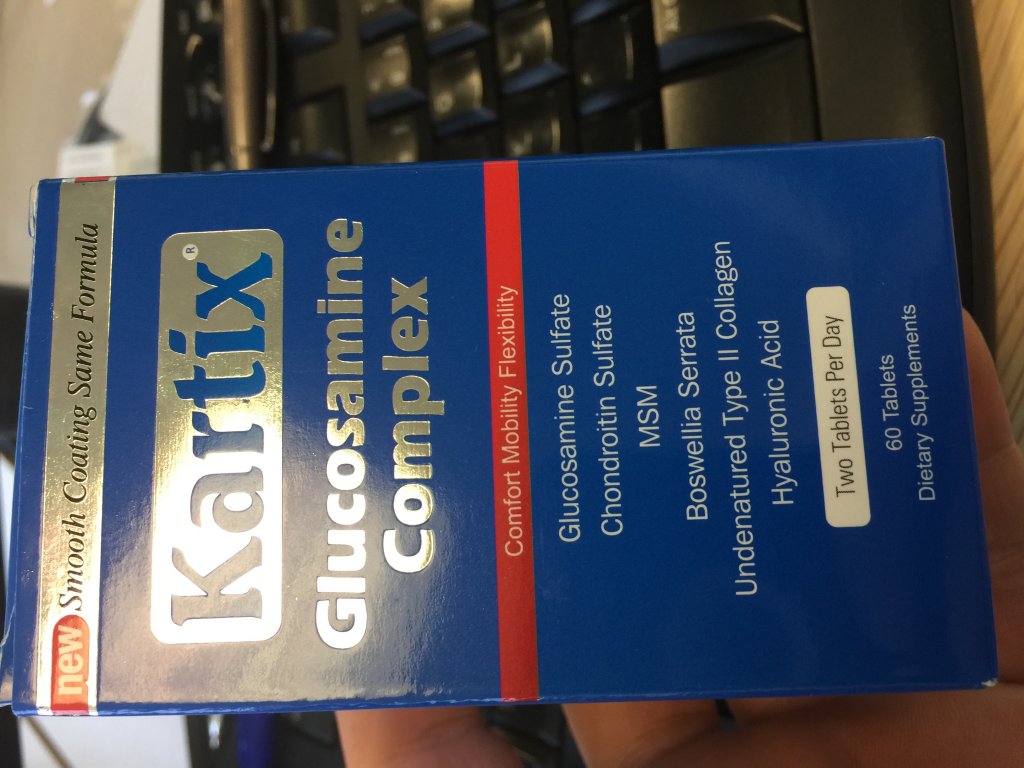 new Smooth Coating Same Formula
Kartix®
Glucosamine
Complex
Comfort Mobility Flexibility
Glucosamine Sulfate
Chondroitin Sulfate
MSM
Boswellia Serrata
Undenatured Type II Collagen
Hyaluronic Acid
Two Tablets Per Day
60 Tablets
Dietary Supplements